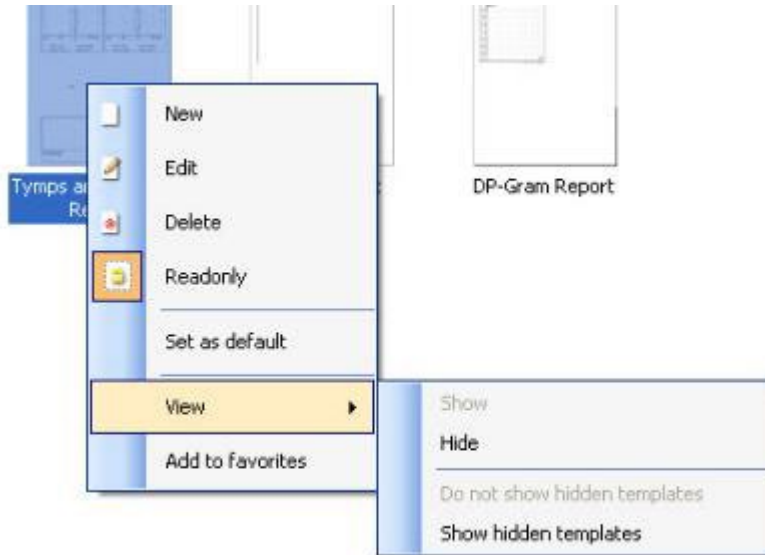 Tymps
Re
DP-Gram Report
New
Edit
Delete
Readonly
Set as default
View
Add to favorites
Show
Hide
Do not show hidden templates
Show hidden templates